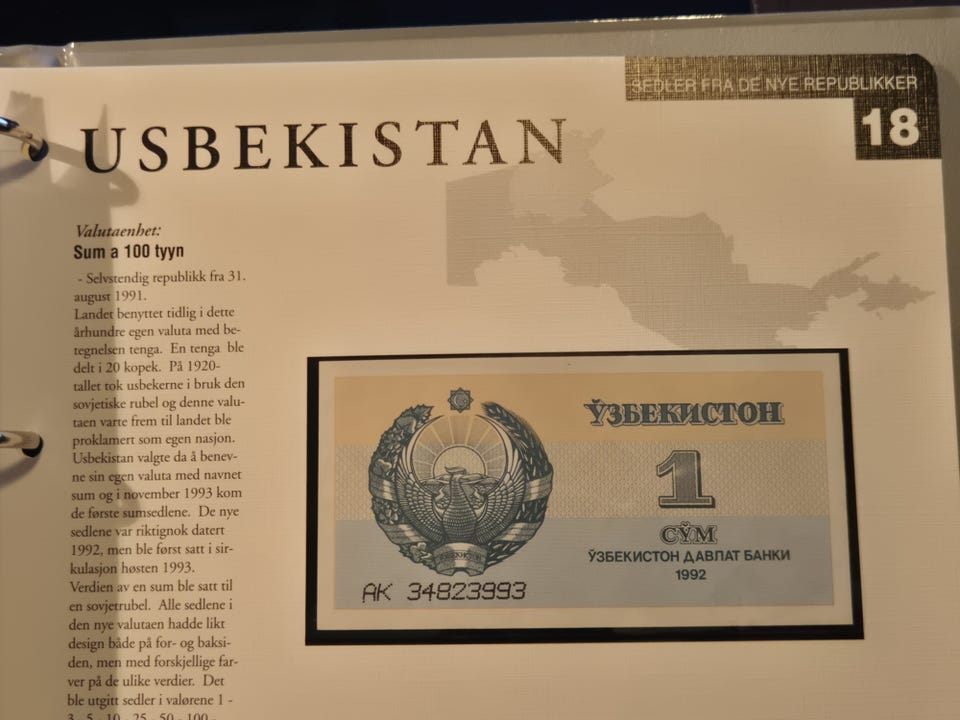 SEDLER FRA DE NYE REPUBLIKKER
18
USBEKISTAN
Valutaenhet:
Sum a 100 tyyn
- Selvstendig republikk fra 31.
august 1991.
Landet benyttet tidlig i dette
århundre egen valuta med be-
tegnelsen tenga. En tenga ble
delt i 20 kopek. På 1920-
tallet tok usbekerne i bruk den
sovjetiske rubel og denne valu-
taen varte frem til landet ble
proklamert som egen nasjon.
Usbekistan valgte da å benev-
ne sin egen valuta med navnet
sum og i november 1993 kom
de første sumsedlene. De nye
sedlene var riktignok datert
1992, men ble først satt i sir-
kulasjon høsten 1993.
Verdien av en sum ble satt til
en sovjetrubel. Alle sedlene i
den nye valutaen hadde likt
design både på for- og baksi-
den, men med forskjellige far-
ver på de ulike verdier. Det
ble utgitt sedler i valørene 1 -
3 - 5 - 10 - 25 - 50 - 100 -
ЎЗБЕКИСТОН
1
СЎМ
ЎЗБЕКИСТОН ДАВЛАТ БАНКИ
1992
ЎЗБЕКИСТОН
АК 34823993